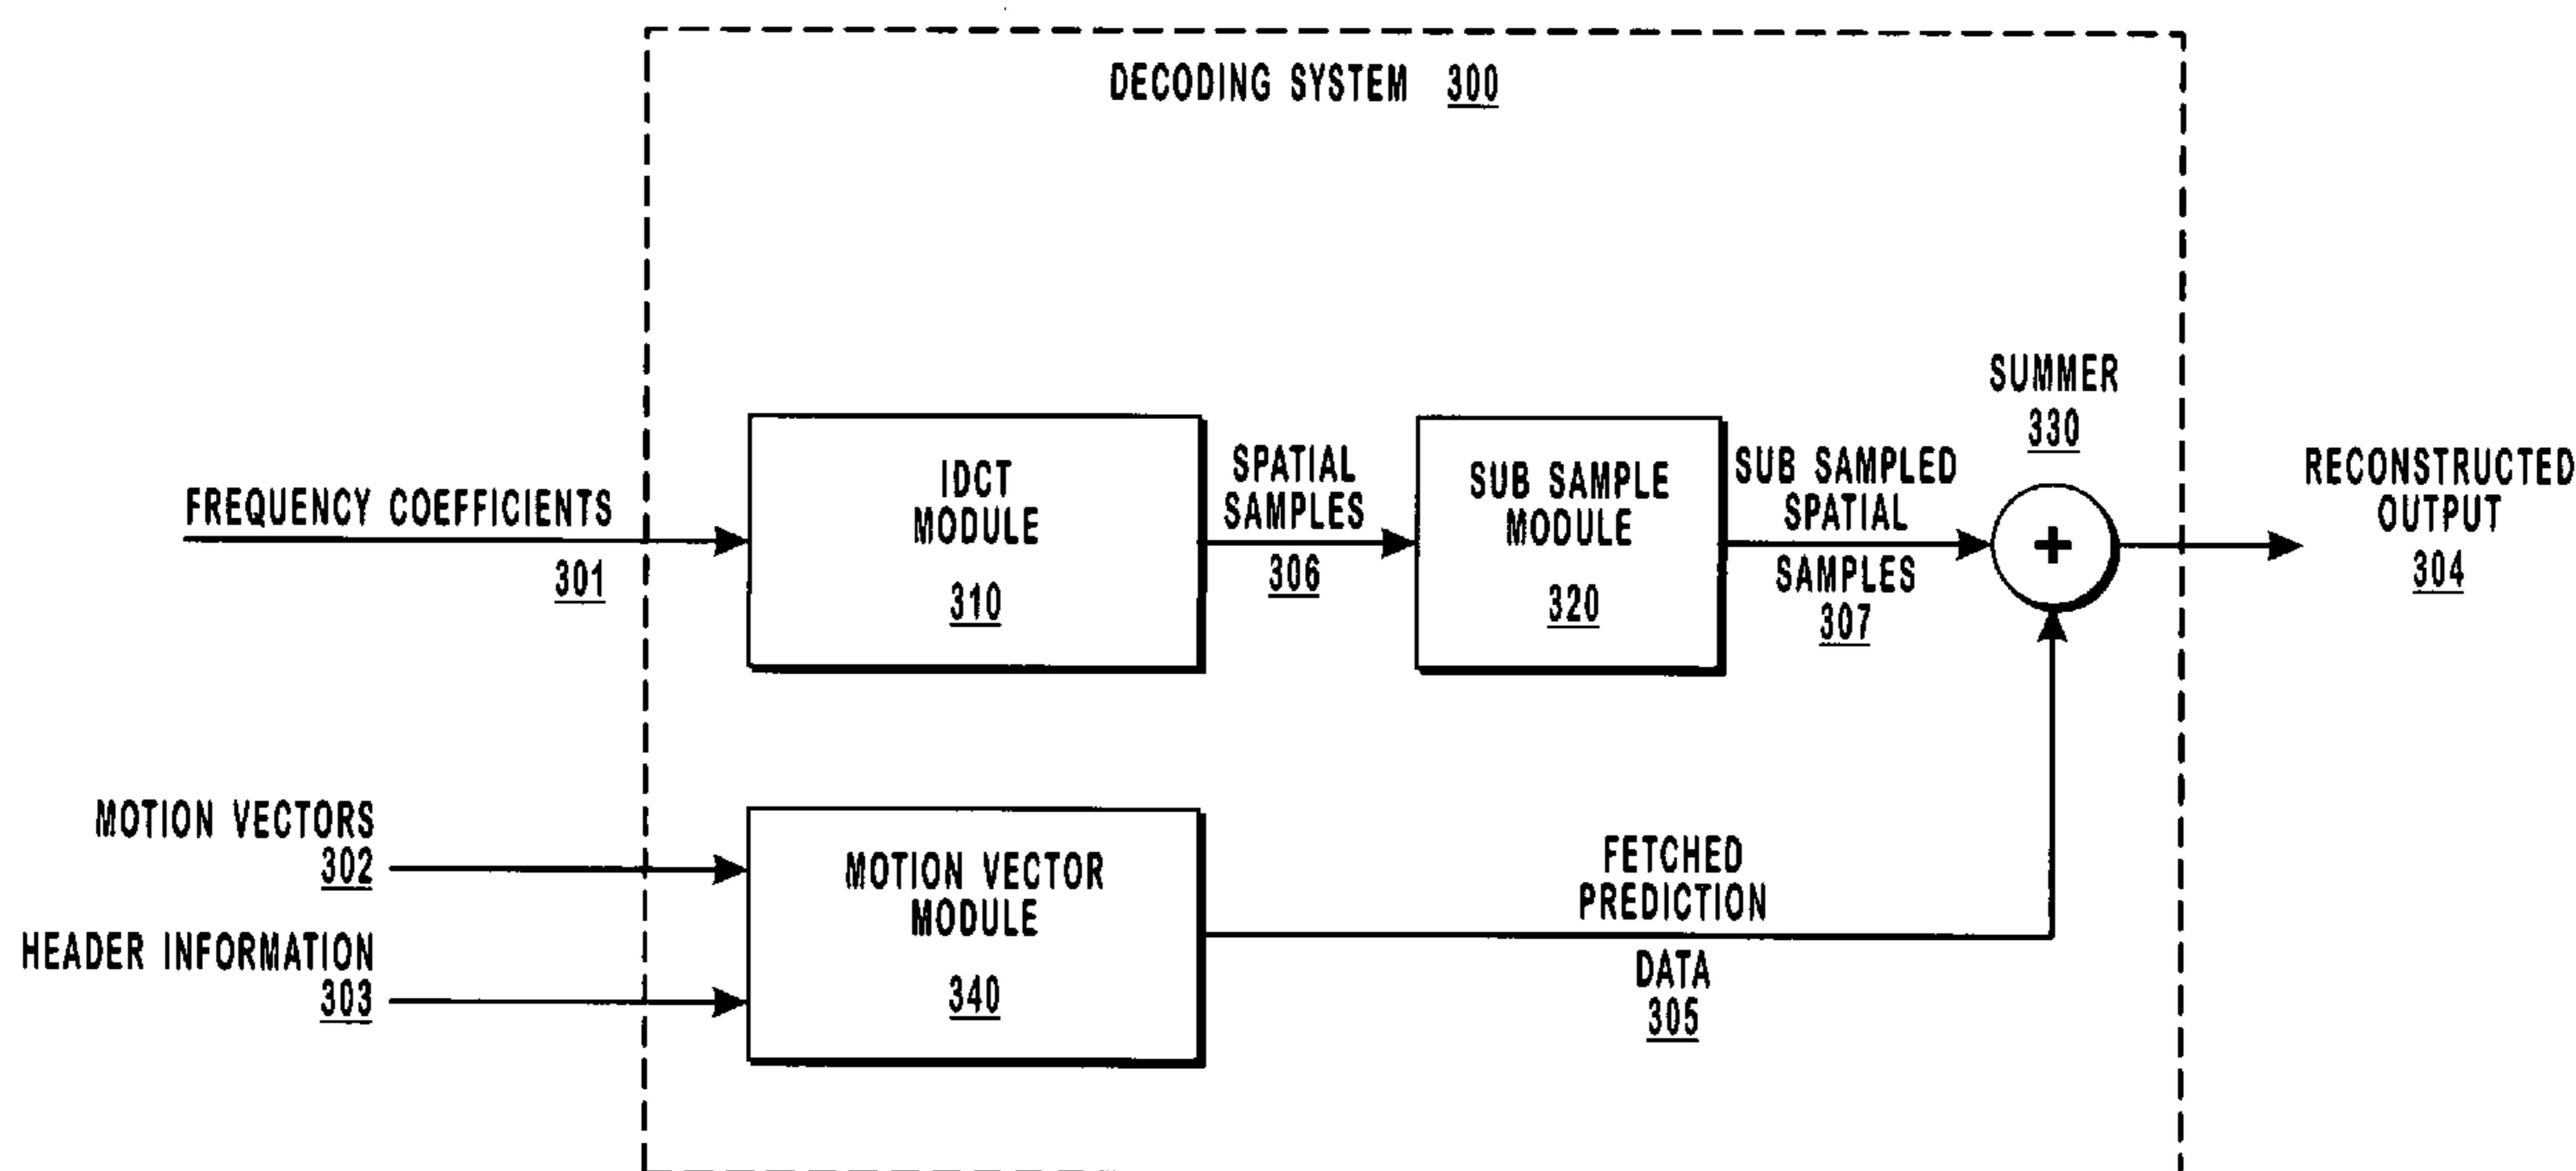 DECODING SYSTEM 300
SUMMER
330
FREQUENCY COEFFICIENTS
301
IDCT
MODULE
310
SPATIAL
SAMPLES
306
SUB SAMPLE
MODULE
320
SUB SAMPLED
SPATIAL
SAMPLES
307
+
RECONSTRUCTED
OUTPUT
304
MOTION VECTORS
302
HEADER INFORMATION
303
MOTION VECTOR
MODULE
340
FETCHED
PREDICTION
DATA
305